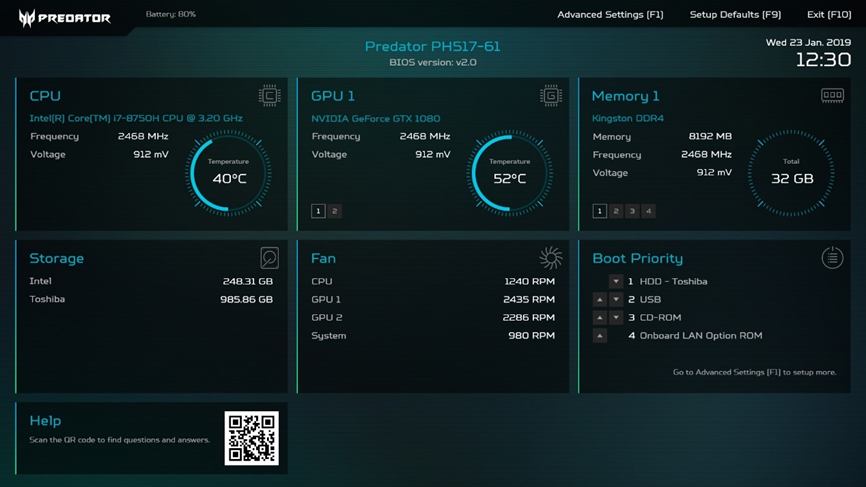 PREDATOR
Battery: 80%
Advanced Settings [F1]
Setup Defaults [F9]
Exit [F10]
Predator PH517-61
BIOS version: v2.0
Wed 23 Jan. 2019
12:30
CPU
Intel(R) Core(TM) i7-8750H CPU @ 3.20 GHz
Frequency 2468 MHz
Voltage 912 mV
Temperature
40°C
GPU 1
NVIDIA GeForce GTX 1080
Frequency 2468 MHz
Voltage 912 mV
Temperature
52°C
1 2
Memory 1
Kingston DDR4
Memory 8192 MB
Frequency 2468 MHz
Voltage 912 mV
Total
32 GB
1 2 3 4
Storage
Intel 248.31 GB
Toshiba 985.86 GB
Fan
CPU 1240 RPM
GPU 1 2435 RPM
GPU 2 2286 RPM
System 980 RPM
Boot Priority
1 HDD - Toshiba
2 USB
3 CD-ROM
4 Onboard LAN Option ROM
Go to Advanced Settings [F1] to setup more.
Help
Scan the QR code to find questions and answers.